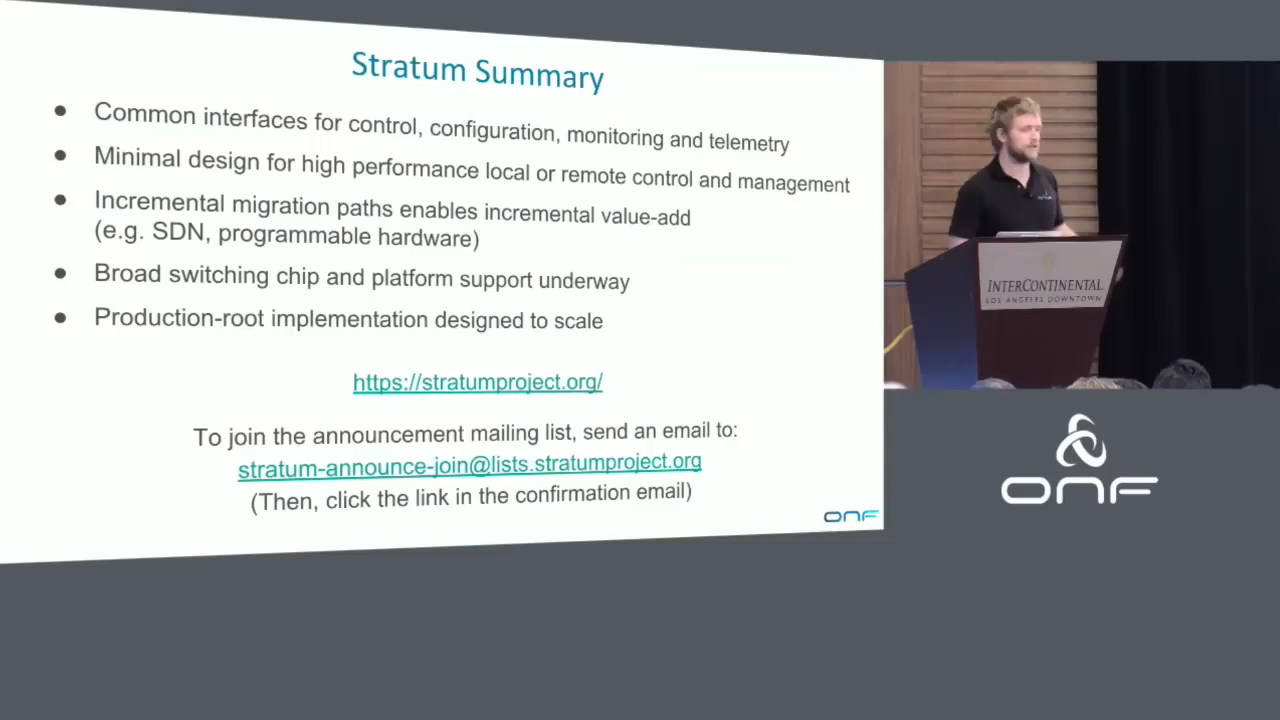 Stratum Summary
● Common interfaces for control, configuration, monitoring and telemetry
● Minimal design for high performance local or remote control and management
● Incremental migration paths enables incremental value-add
(e.g. SDN, programmable hardware)
● Broad switching chip and platform support underway
● Production-root implementation designed to scale
https://stratumproject.org/
To join the announcement mailing list, send an email to:
stratum-announce-join@lists.stratumproject.org
(Then, click the link in the confirmation email)
ONF
INTERCONTINENTAL
LOS ANGELES DOWNTOWN
ONF